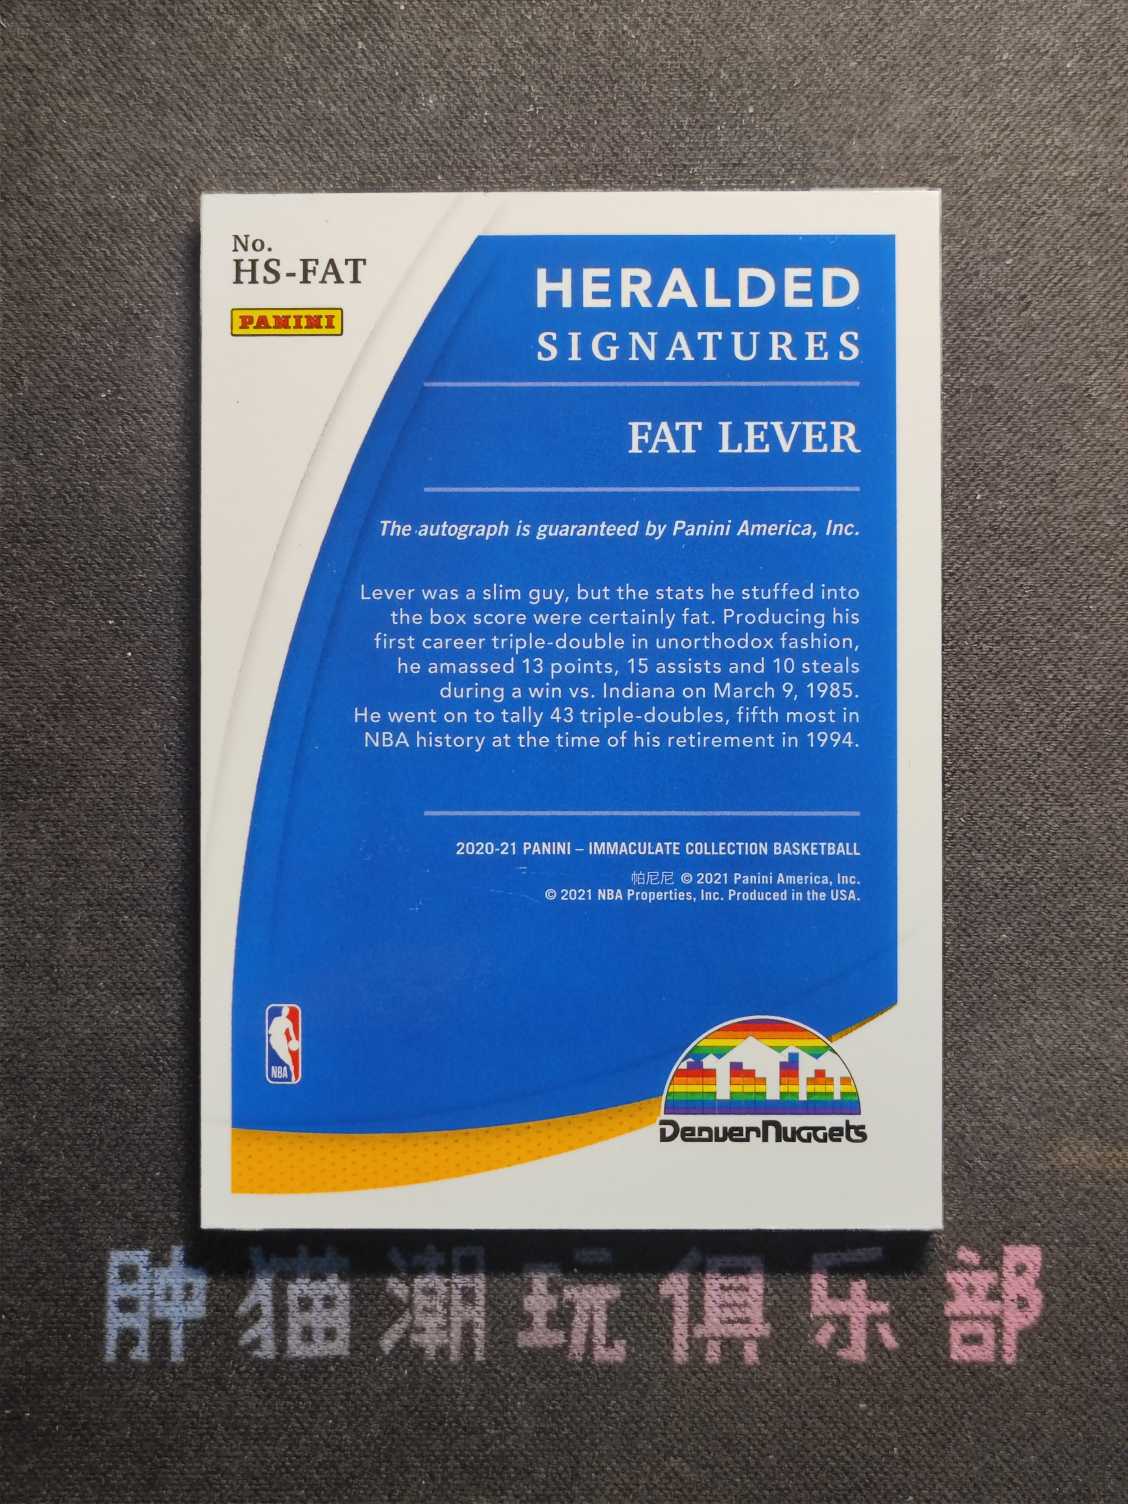 No.
HS-FAT
PANINI
HERALDED
SIGNATURES
FAT LEVER
The autograph is guaranteed by Panini America, Inc.
Lever was a slim guy, but the stats he stuffed into
the box score were certainly fat. Producing his
first career triple-double in unorthodox fashion,
he amassed 13 points, 15 assists and 10 steals
during a win vs. Indiana on March 9, 1985.
He went on to tally 43 triple-doubles, fifth most in
NBA history at the time of his retirement in 1994.
2020-21 PANINI – IMMACULATE COLLECTION BASKETBALL
帕尼尼 © 2021 Panini America, Inc.
© 2021 NBA Properties, Inc. Produced in the USA.
NBA
Denver Nuggets
胖猫潮玩俱乐部